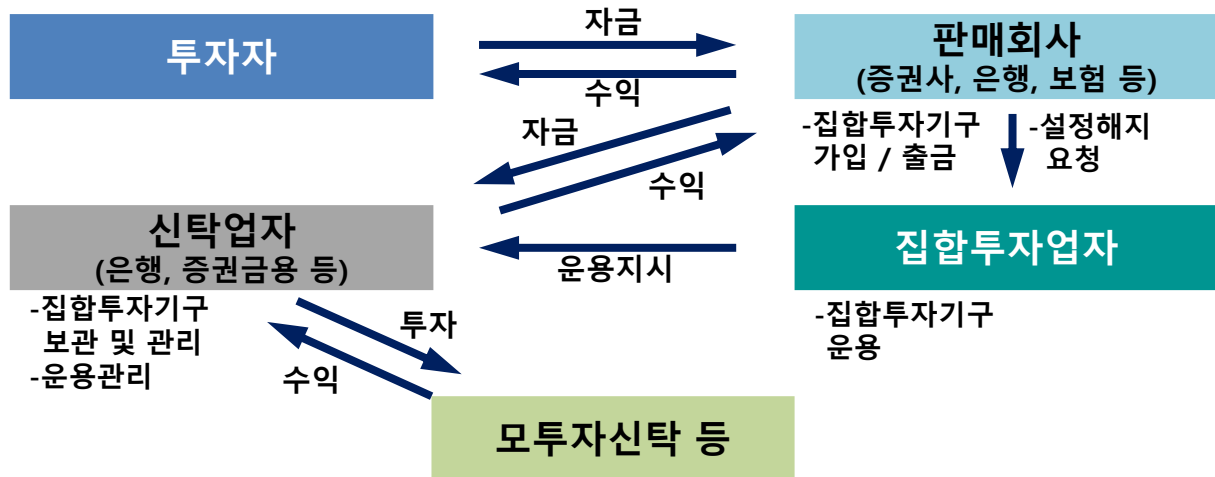 투자자
자금
수익
판매회사
(증권사, 은행, 보험 등)
자금
수익
-집합투자기구
가입 / 출금
-설정해지
요청
신탁업자
(은행, 증권금융 등)
운용지시
집합투자업자
-집합투자기구
보관 및 관리
-운용관리
투자
수익
-집합투자기구
운용
모투자신탁 등